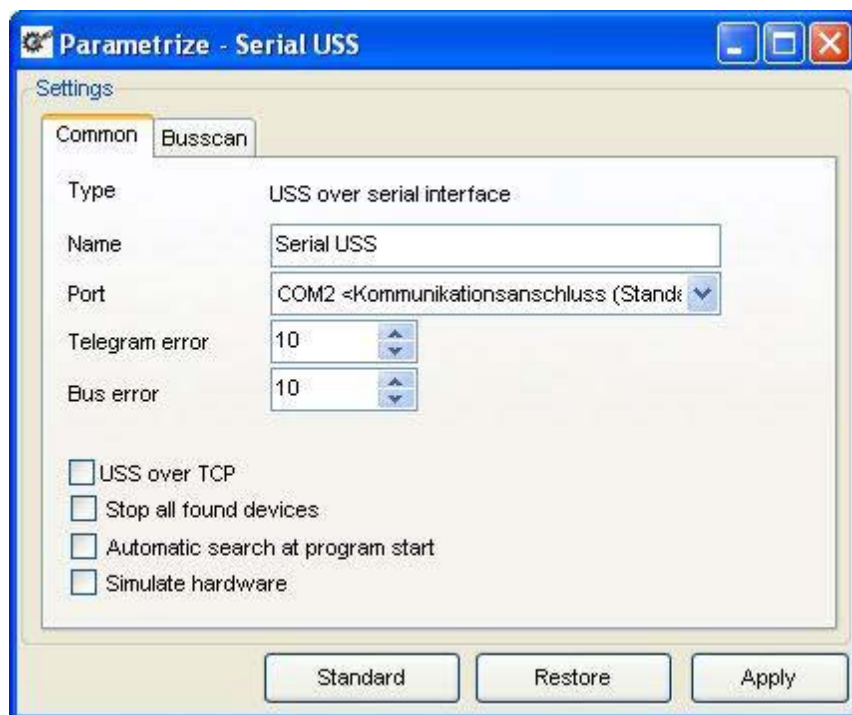 Parametrize - Serial USS
Settings
Common Busscan
Type USS over serial interface
Name Serial USS
Port COM2 <Kommunikationsanschluss (Standa
Telegram error 10
Bus error 10
USS over TCP
Stop all found devices
Automatic search at program start
Simulate hardware
Standard Restore Apply